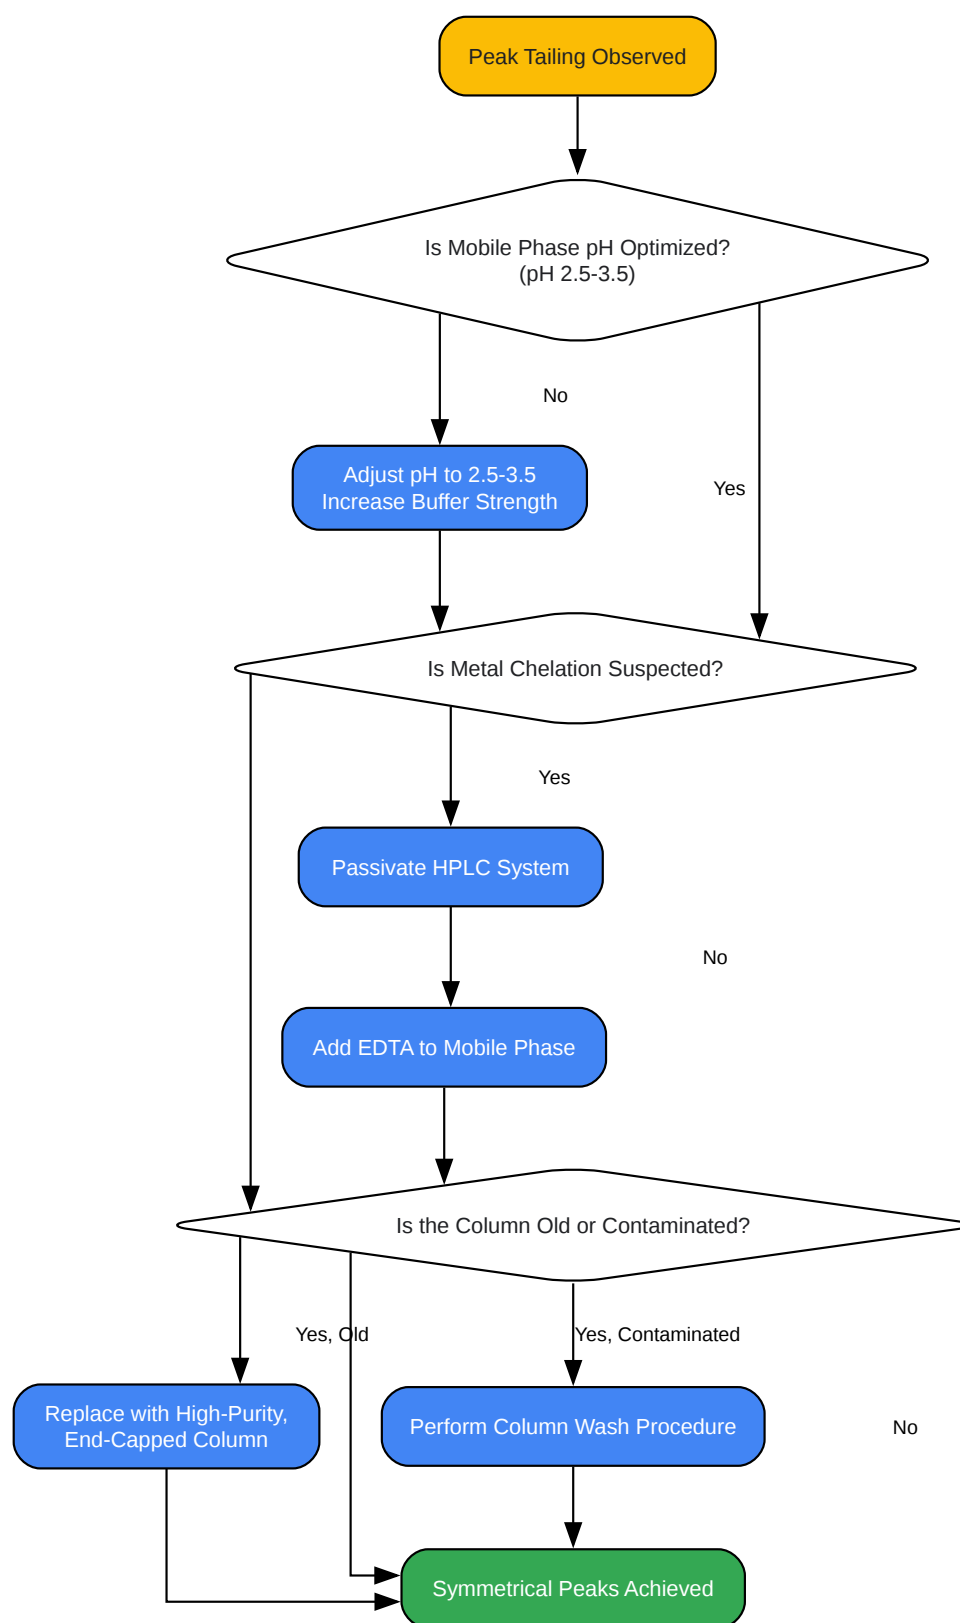 Peak Tailing Observed
Is Mobile Phase pH Optimized?
(pH 2.5-3.5)
No
Adjust pH to 2.5-3.5
Increase Buffer Strength
Yes
Is Metal Chelation Suspected?
Yes
Passivate HPLC System
No
Add EDTA to Mobile Phase
Is the Column Old or Contaminated?
Yes, Old
Yes, Contaminated
Replace with High-Purity,
End-Capped Column
Perform Column Wash Procedure
No
Symmetrical Peaks Achieved